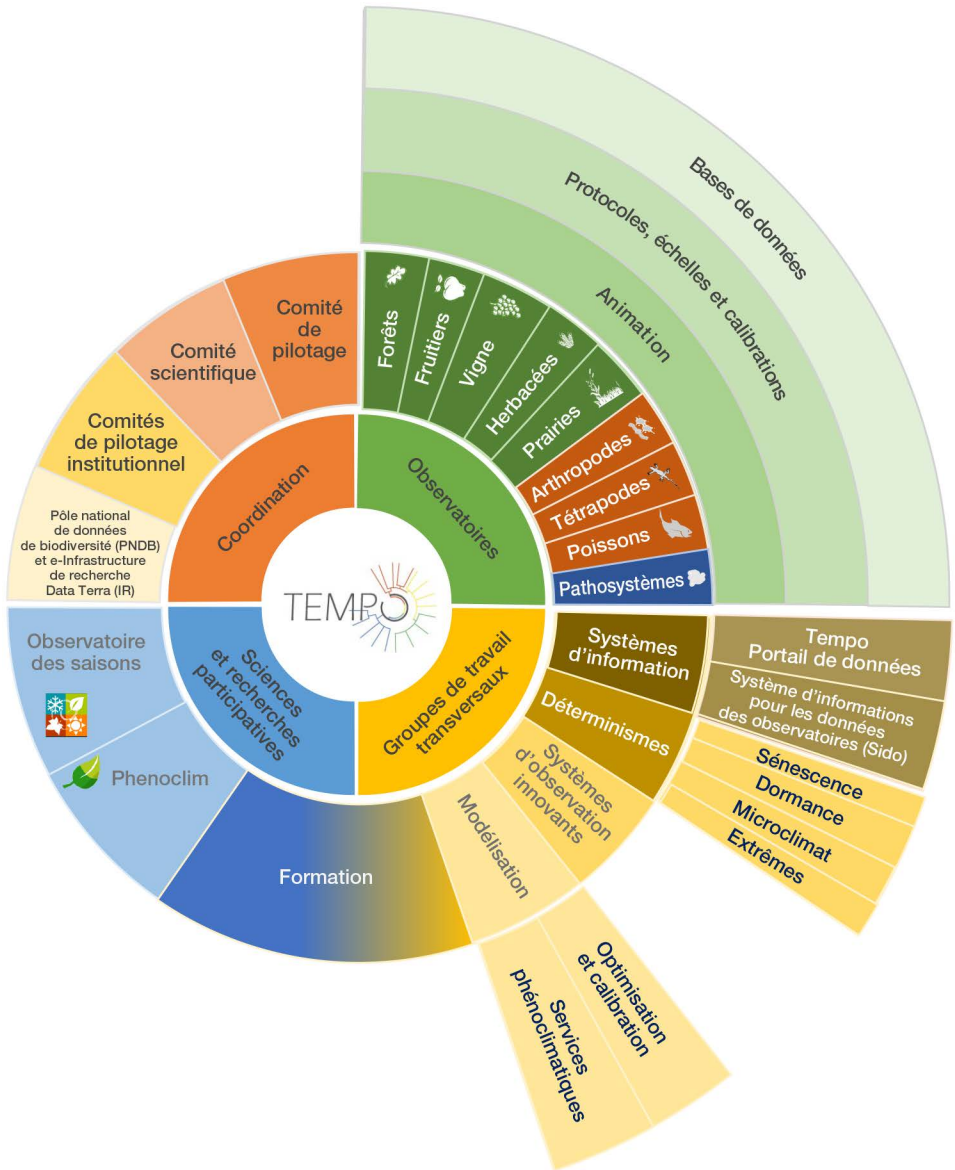 Bases de données
Protocoles, échelles et calibrations
Animation
Comité
de
pilotage
Comité
scientifique
Comités
de pilotage
institutionnel
Pôle national
de données
de biodiversité (PNDB)
et e-Infrastructure
de recherche
Data Terra (IR)
Coordination
Observatoires
Forêts
Fruitiers
Vigne
Herbacées
Prairies
Arthropodes
Tétrapodes
Poissons
Pathosystèmes
TEMPO
Sciences
et recherches
participatives
Groupes de travail
transversaux
Observatoire
des saisons
Phenoclim
Formation
Modélisation
Systèmes
d'observation
innovants
Déterminismes
Systèmes
d'information
Tempo
Portail de données
Système d'informations
pour les données
des observatoires (Sido)
Sénescence
Dormance
Microclimat
Extrêmes
Optimisation
et calibration
Services
phénoclimatiques